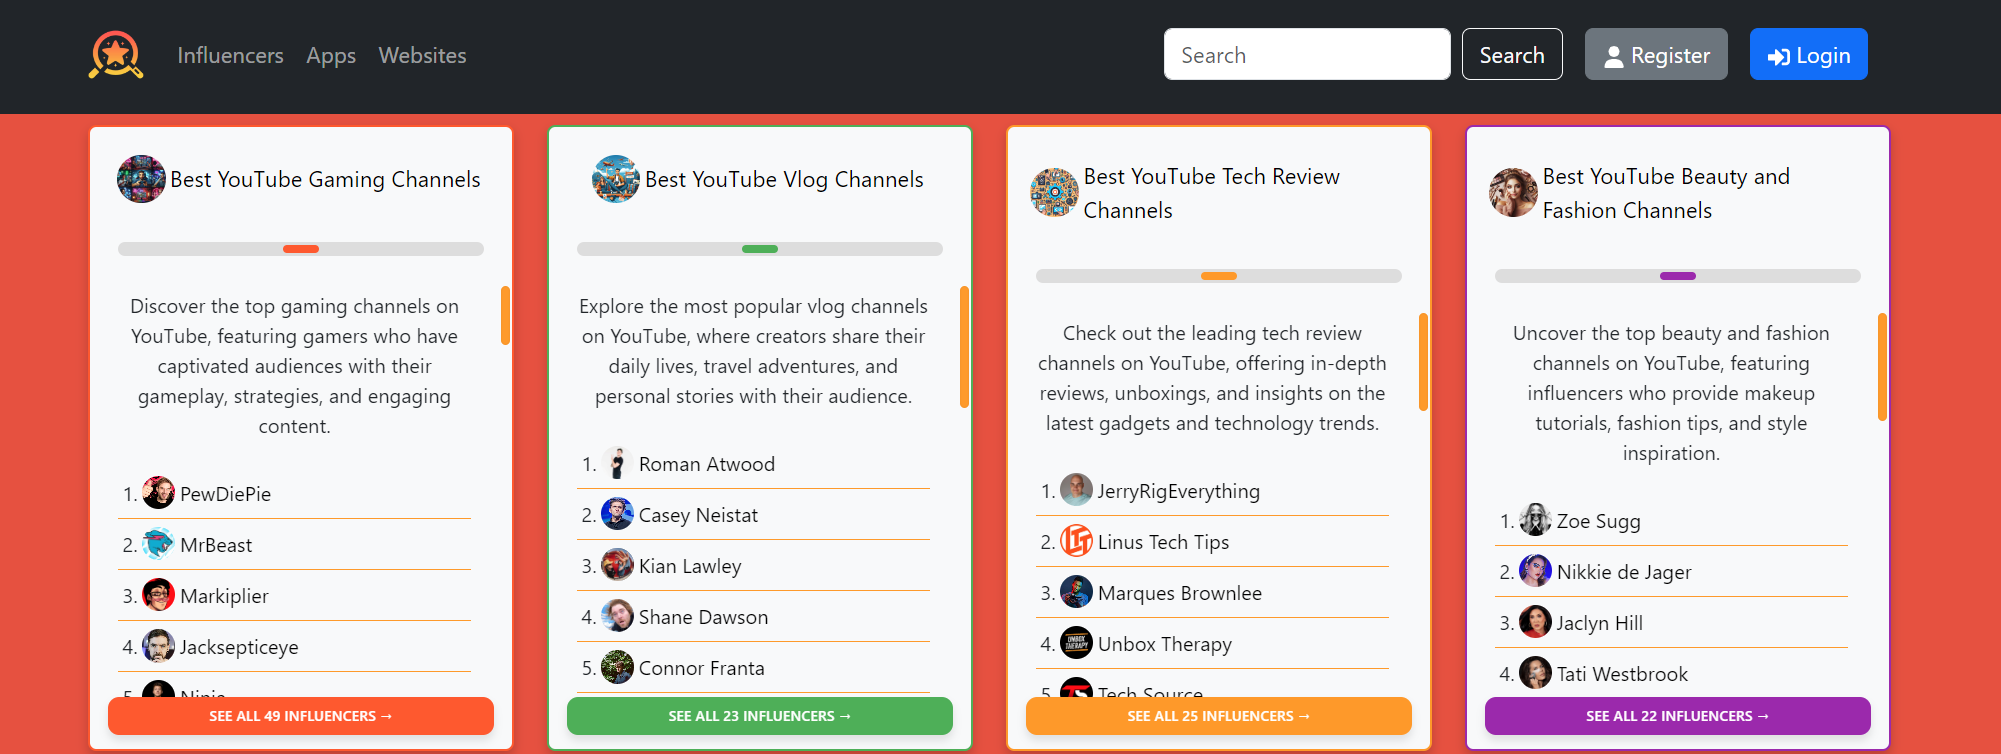 Influencers Apps Websites
Search
Search
Register
Login
Best YouTube Gaming Channels
Discover the top gaming channels on
YouTube, featuring gamers who have
captivated audiences with their
gameplay, strategies, and engaging
content.
1. PewDiePie
2. MrBeast
3. Markiplier
4. Jacksepticeye
5. Ninja
SEE ALL 49 INFLUENCERS →
Best YouTube Vlog Channels
Explore the most popular vlog channels
on YouTube, where creators share their
daily lives, travel adventures, and
personal stories with their audience.
1. Roman Atwood
2. Casey Neistat
3. Kian Lawley
4. Shane Dawson
5. Connor Franta
SEE ALL 23 INFLUENCERS →
Best YouTube Tech Review
Channels
Check out the leading tech review
channels on YouTube, offering in-depth
reviews, unboxings, and insights on the
latest gadgets and technology trends.
1. JerryRigEverything
2. Linus Tech Tips
3. Marques Brownlee
4. UNBOX THERAPY Unbox Therapy
5. TS Tech Source
SEE ALL 25 INFLUENCERS →
Best YouTube Beauty and
Fashion Channels
Uncover the top beauty and fashion
channels on YouTube, featuring
influencers who provide makeup
tutorials, fashion tips, and style
inspiration.
1. Zoe Sugg
2. Nikkie de Jager
3. Jaclyn Hill
4. Tati Westbrook
SEE ALL 22 INFLUENCERS →